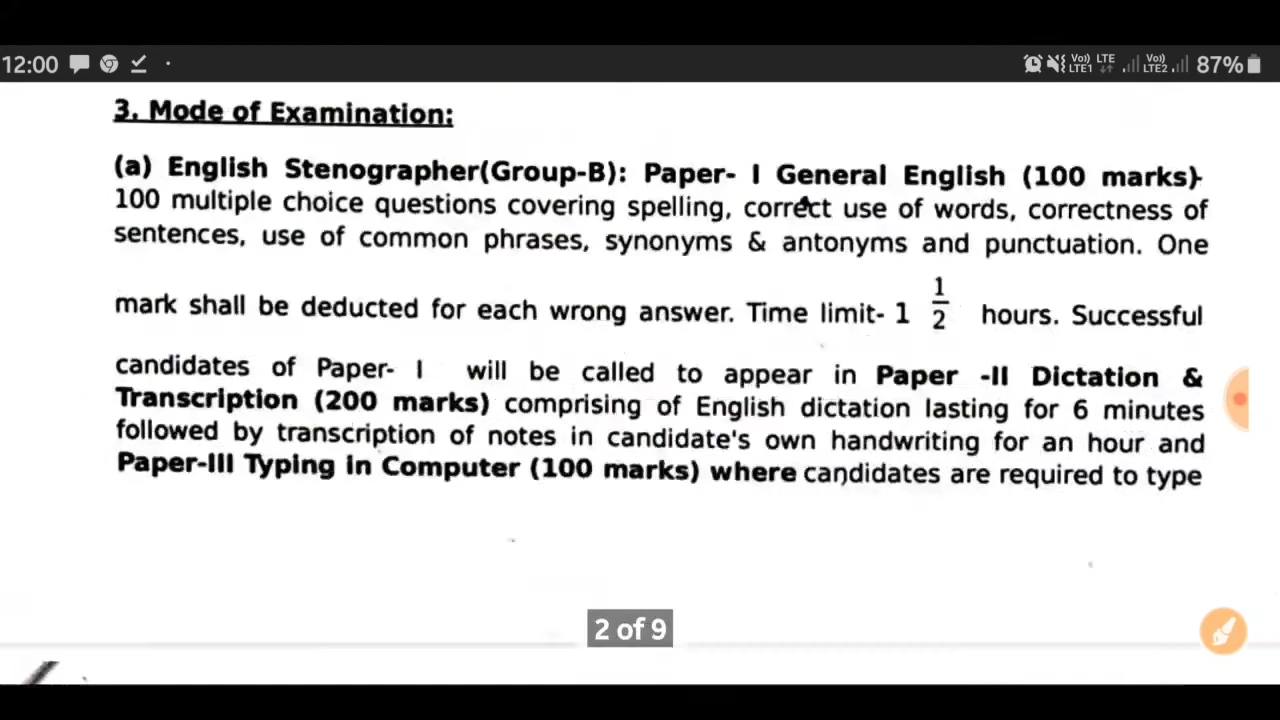 12:00 Vo) LTE LTE1 Vo) LTE2 87%
3. Mode of Examination:
(a) English Stenographer(Group-B): Paper- I General English (100 marks)-
100 multiple choice questions covering spelling, correct use of words, correctness of
sentences, use of common phrases, synonyms & antonyms and punctuation. One
mark shall be deducted for each wrong answer. Time limit- 1 1/2 hours. Successful
candidates of Paper- I will be called to appear in Paper -II Dictation &
Transcription (200 marks) comprising of English dictation lasting for 6 minutes
followed by transcription of notes in candidate's own handwriting for an hour and
Paper-III Typing in Computer (100 marks) where candidates are required to type
2 of 9